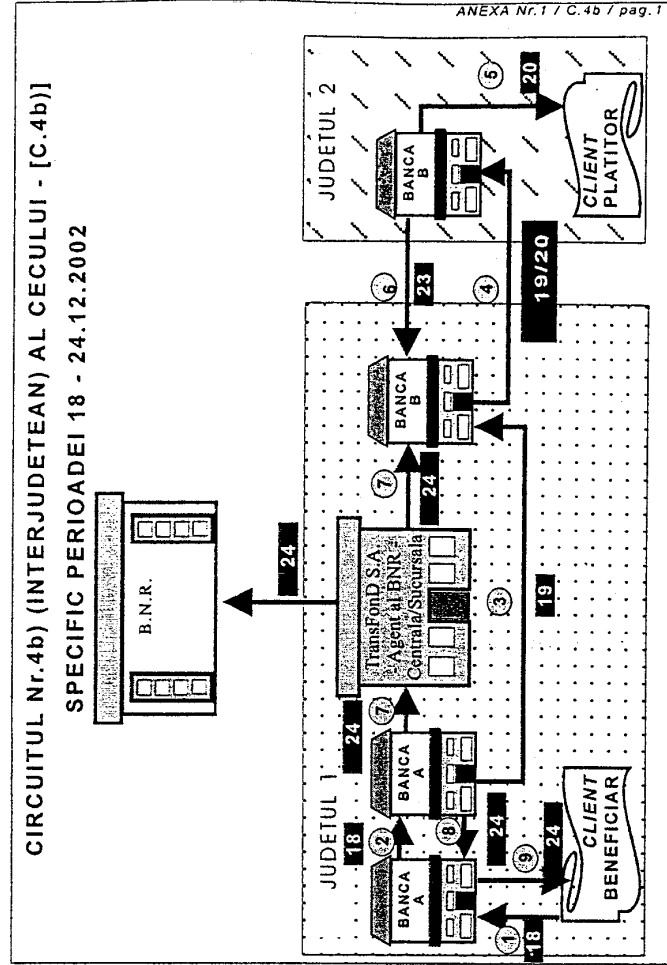 ANEXA Nr.1 / C.4b / pag.1
CIRCUITUL Nr.4b) (INTERJUDETEAN) AL CECULUI - [C.4b)]
SPECIFIC PERIOADEI 18 - 24.12.2002
B.N.R.
24
JUDETUL 1
18
24
TransFonD S.A.
- Agent al BNR -
Centrala/Sucursala
2
7
7
24
BANCA
A
BANCA
A
BANCA
B
8
24
1
18
9
24
3
19
CLIENT
BENEFICIAR
6
23
4
19/20
JUDETUL 2
BANCA
B
5
20
CLIENT
PLATITOR